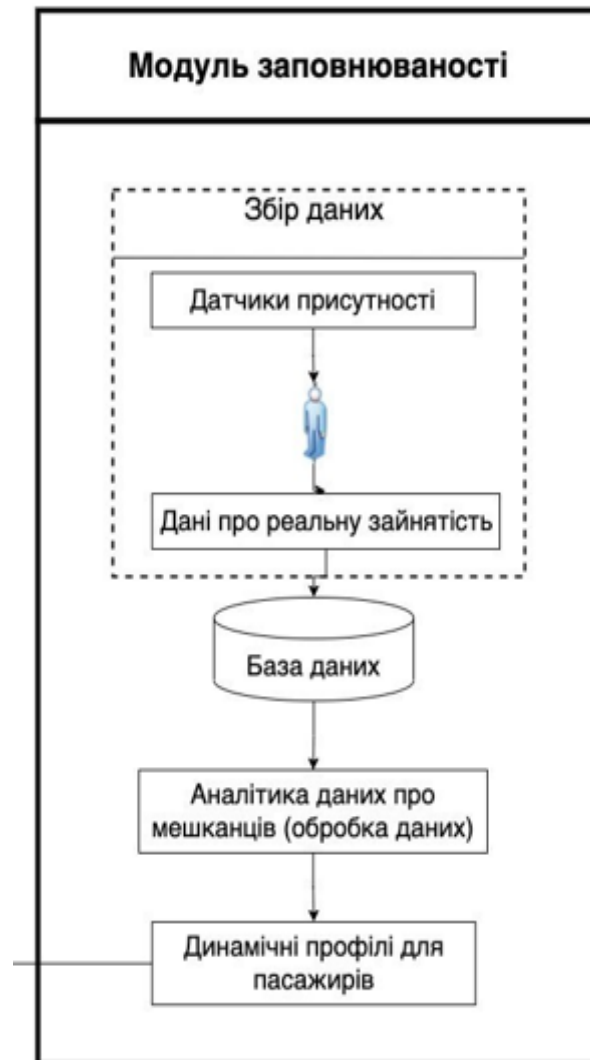 Модуль заповнюваності
Збір даних
Датчики присутності
Дані про реальну зайнятість
База даних
Аналітика даних про
мешканців (обробка даних)
Динамічні профілі для
пасажирів